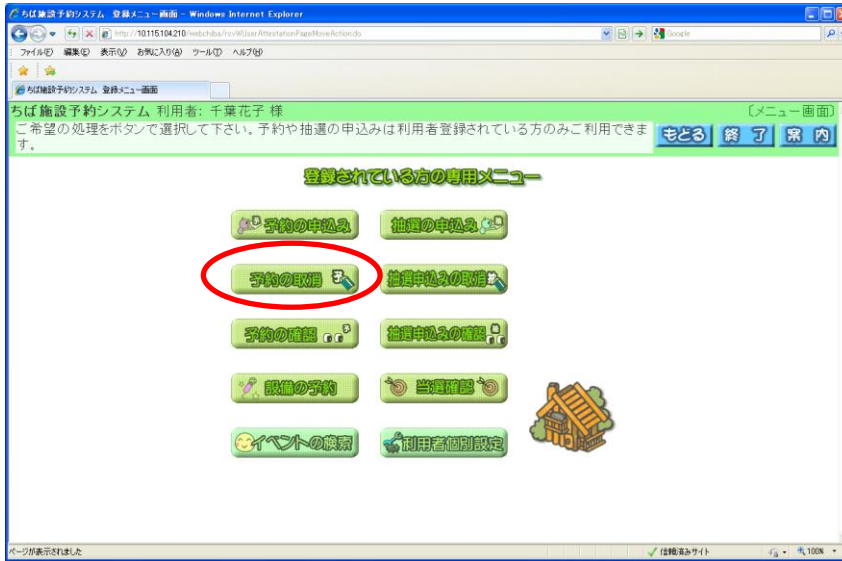 ちば施設予約システム 登録メニュー画面 - Windows Internet Explorer
http://10.115.104.210/webchiba/rsvWUserAttestationPageMoveAction.do
Google
ファイル(F) 編集(E) 表示(V) お気に入り(A) ツール(T) ヘルプ(H)
ちば施設予約システム 登録メニュー画面
ちば施設予約システム 利用者: 千葉花子 様 〔メニュー画面〕
ご希望の処理をボタンで選択して下さい。予約や抽選の申込みは利用者登録されている方のみご利用できま
す。
もどる 終了 案内
登録されている方の専用メニュー
予約の申込み 抽選の申込み
予約の取消 抽選申込みの取消
予約の確認 抽選申込みの確認
設備の予約 当選確認
イベントの検索 利用者個別設定
ページが表示されました 信頼済みサイト 100%